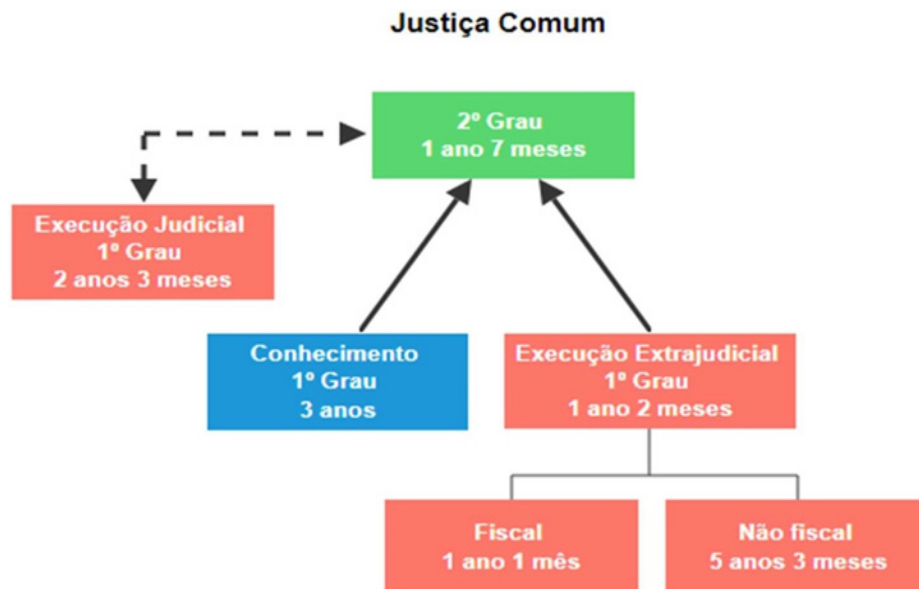 Justiça Comum
2º Grau
1 ano 7 meses
Execução Judicial
1º Grau
2 anos 3 meses
Conhecimento
1º Grau
3 anos
Execução Extrajudicial
1º Grau
1 ano 2 meses
Fiscal
1 ano 1 mês
Não fiscal
5 anos 3 meses